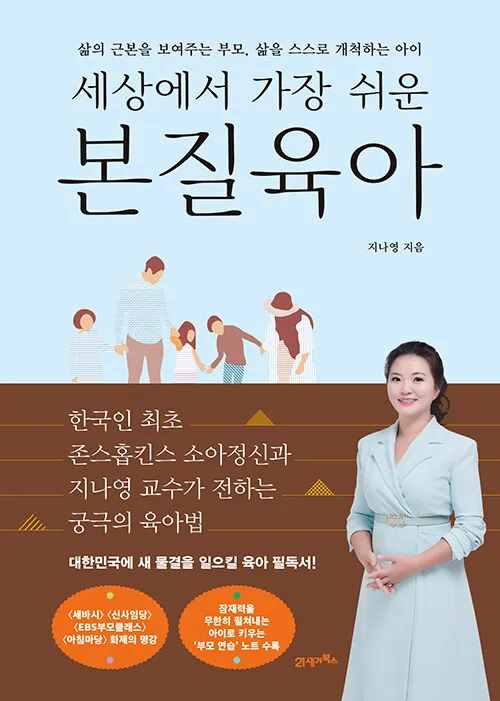 삶의 근본을 보여주는 부모, 삶을 스스로 개척하는 아이
세상에서 가장 쉬운
본질육아
지나영 지음
한국인 최초
존스홉킨스 소아정신과
지나영 교수가 전하는
궁극의 육아법
대한민국에 새 물결을 일으킬 육아 필독서!
〈세바시〉 〈신사임당〉
〈EBS부모클래스〉
〈아침마당〉 화제의 명강
잠재력을
무한히 펼쳐내는
아이로 키우는
'부모 연습' 노트 수록
21세기북스